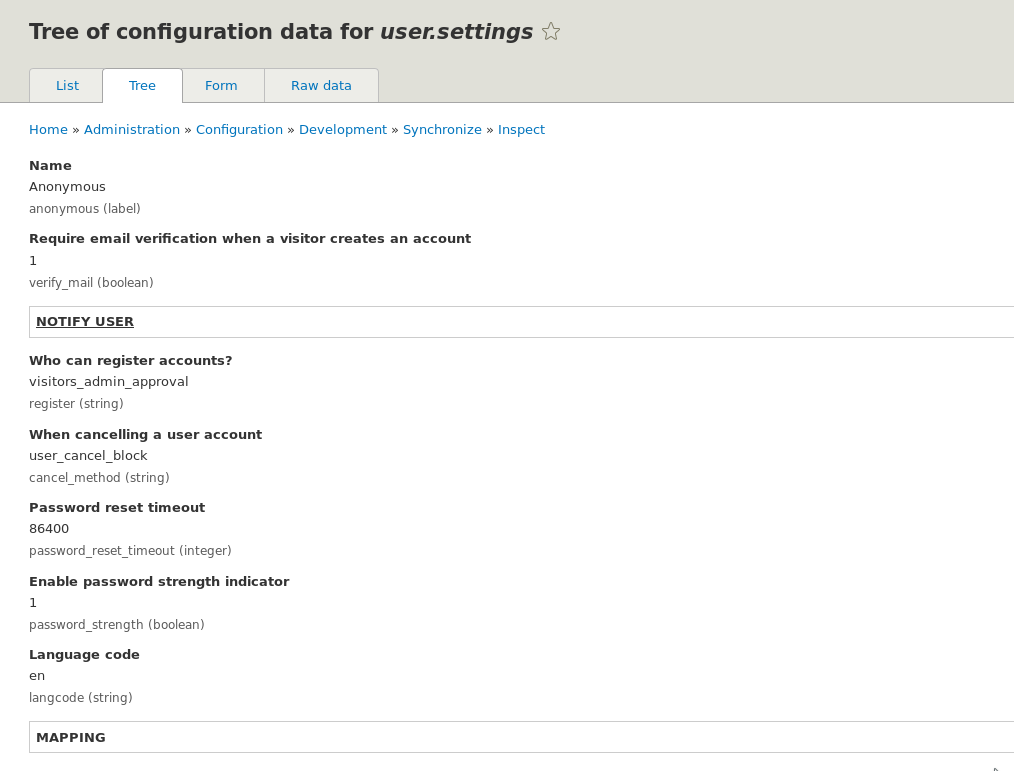 Tree of configuration data for user.settings
List Tree Form Raw data
Home » Administration » Configuration » Development » Synchronize » Inspect
Name
Anonymous
anonymous (label)
Require email verification when a visitor creates an account
1
verify_mail (boolean)
NOTIFY USER
Who can register accounts?
visitors_admin_approval
register (string)
When cancelling a user account
user_cancel_block
cancel_method (string)
Password reset timeout
86400
password_reset_timeout (integer)
Enable password strength indicator
1
password_strength (boolean)
Language code
en
langcode (string)
MAPPING